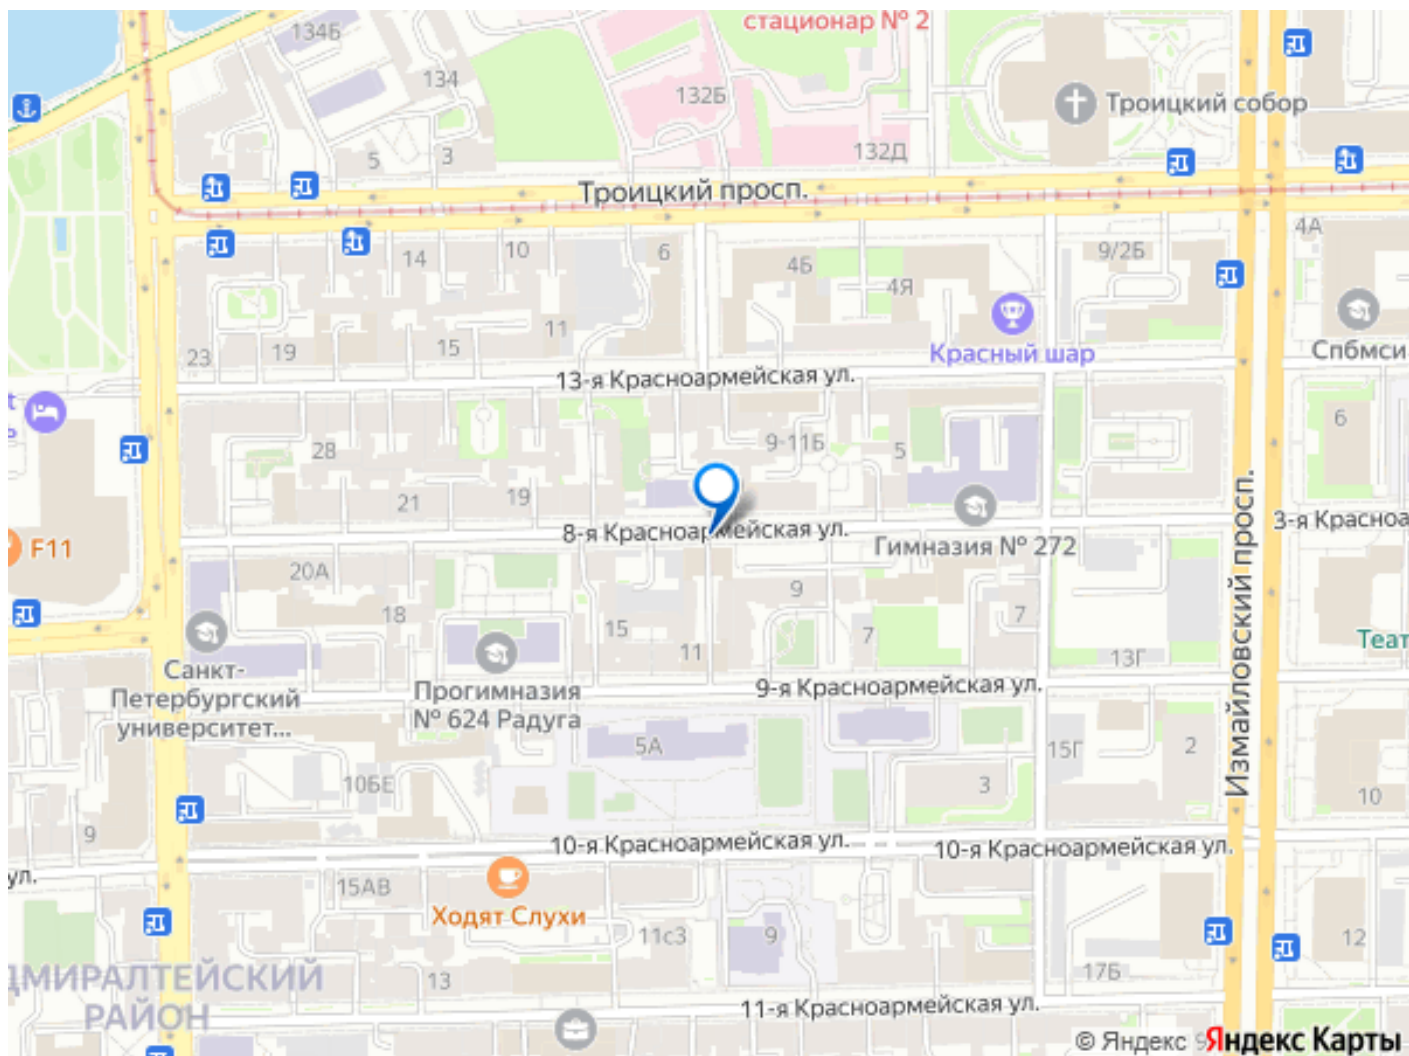 стационар № 2
134Б
134
132Б
Троицкий собор
5
3
132Д
Троицкий просп.
4А
14
10
6
4Б
9/2Б
4Я
11
Красный шар
Спбмси
23
19
15
13-я Красноармейская ул.
28
9-11Б
5
6
21
19
8-я Красноармейская ул.
3-я Красноа
F11
Гимназия № 272
20А
9
18
15
7
7
Теат
11
13Г
Санкт-
Петербургский
университет...
Прогимназия
№ 624 Радуга
9-я Красноармейская ул.
Измайловский просп.
5А
15Г
2
10БЕ
3
10
9
10-я Красноармейская ул.
10-я Красноармейская ул.
ул.
15АВ
Ходят Слухи
11с3
9
12
13
17Б
ДМИРАЛТЕЙСКИЙ
РАЙОН
11-я Красноармейская ул.
© Яндекс 9
Яндекс Карты